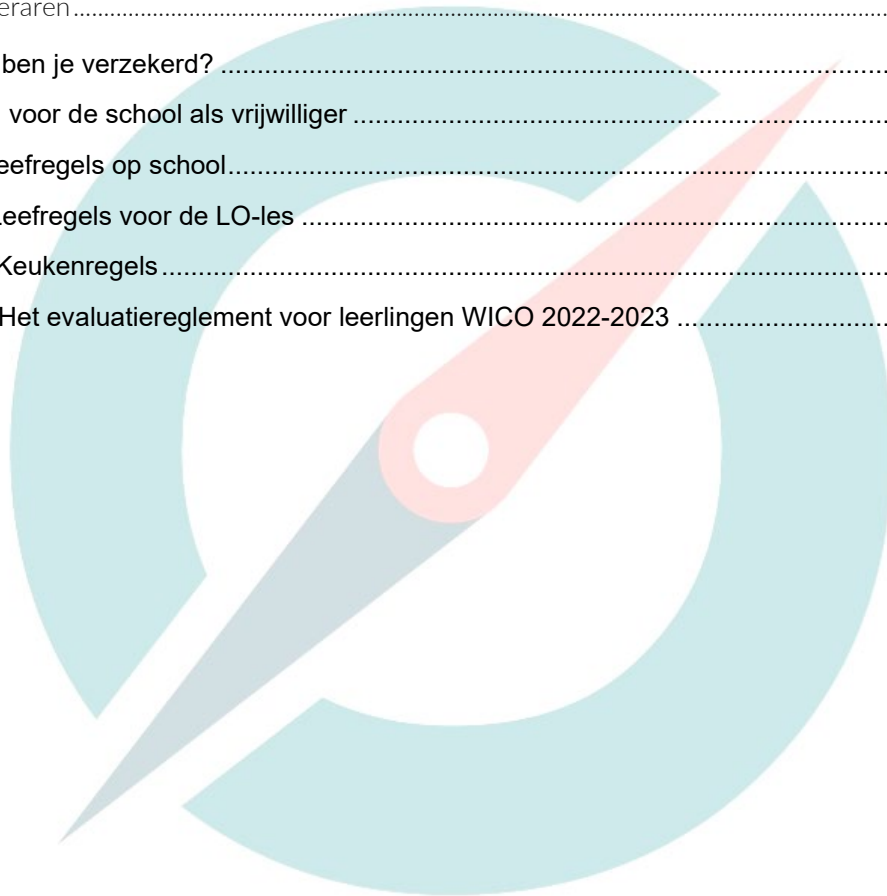 eraren ........................................................................................................................
ben je verzekerd? ........................................................................................
voor de school als vrijwilliger .......................................................................
eefregels op school.......................................................................................
Leefregels voor de LO-les ..........................................................................
Keukenregels................................................................................................
Het evaluatiereglement voor leerlingen WICO 2022-2023 ............................